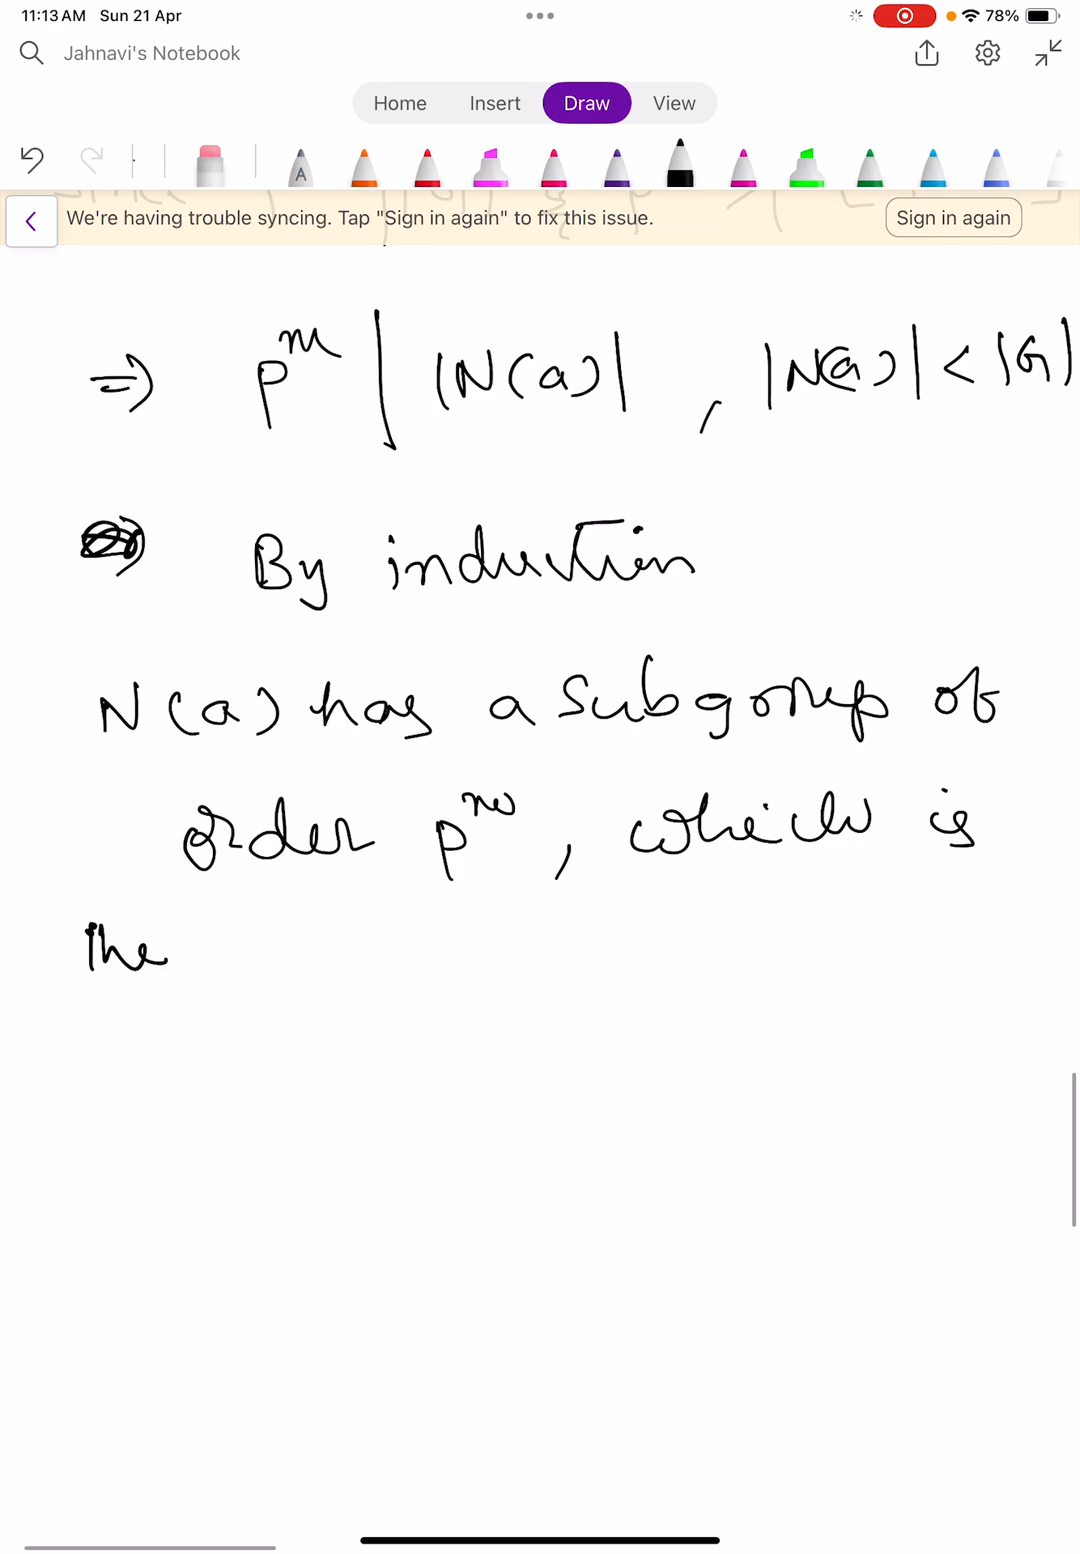 11:13 AM Sun 21 Apr
78%
Jahnavi's Notebook
Home Insert Draw View
A
We're having trouble syncing. Tap "Sign in again" to fix this issue. Sign in again
=) p^m | |N(a)| , |N(a)| < |G|
By induction
N(a) has a subgroup of
order p^m, which is
the